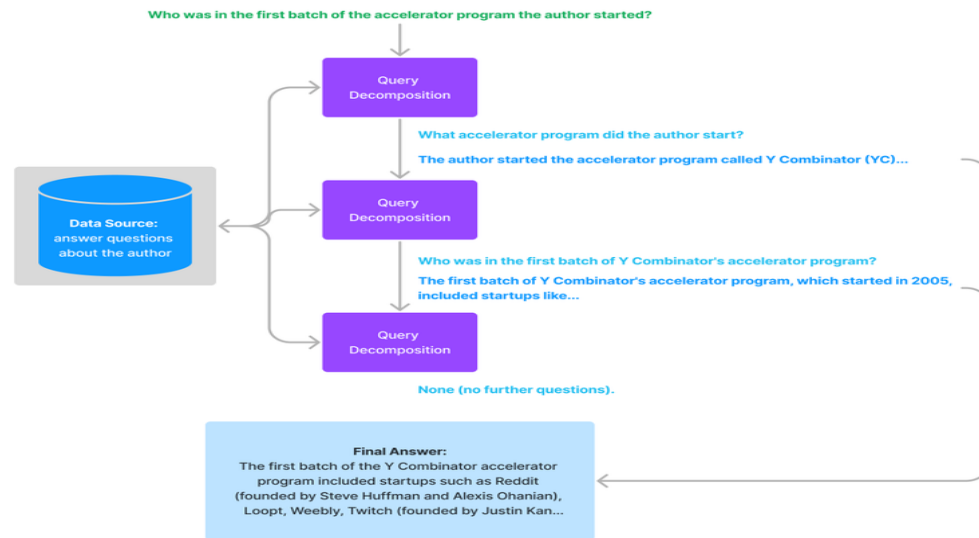 Who was in the first batch of the accelerator program the author started?
Query
Decomposition
What accelerator program did the author start?
The author started the accelerator program called Y Combinator (YC)...
Data Source:
answer questions
about the author
Query
Decomposition
Who was in the first batch of Y Combinator's accelerator program?
The first batch of Y Combinator's accelerator program, which started in 2005,
included startups like...
Query
Decomposition
None (no further questions).
Final Answer:
The first batch of the Y Combinator accelerator
program included startups such as Reddit
(founded by Steve Huffman and Alexis Ohanian),
Loopt, Weebly, Twitch (founded by Justin Kan...